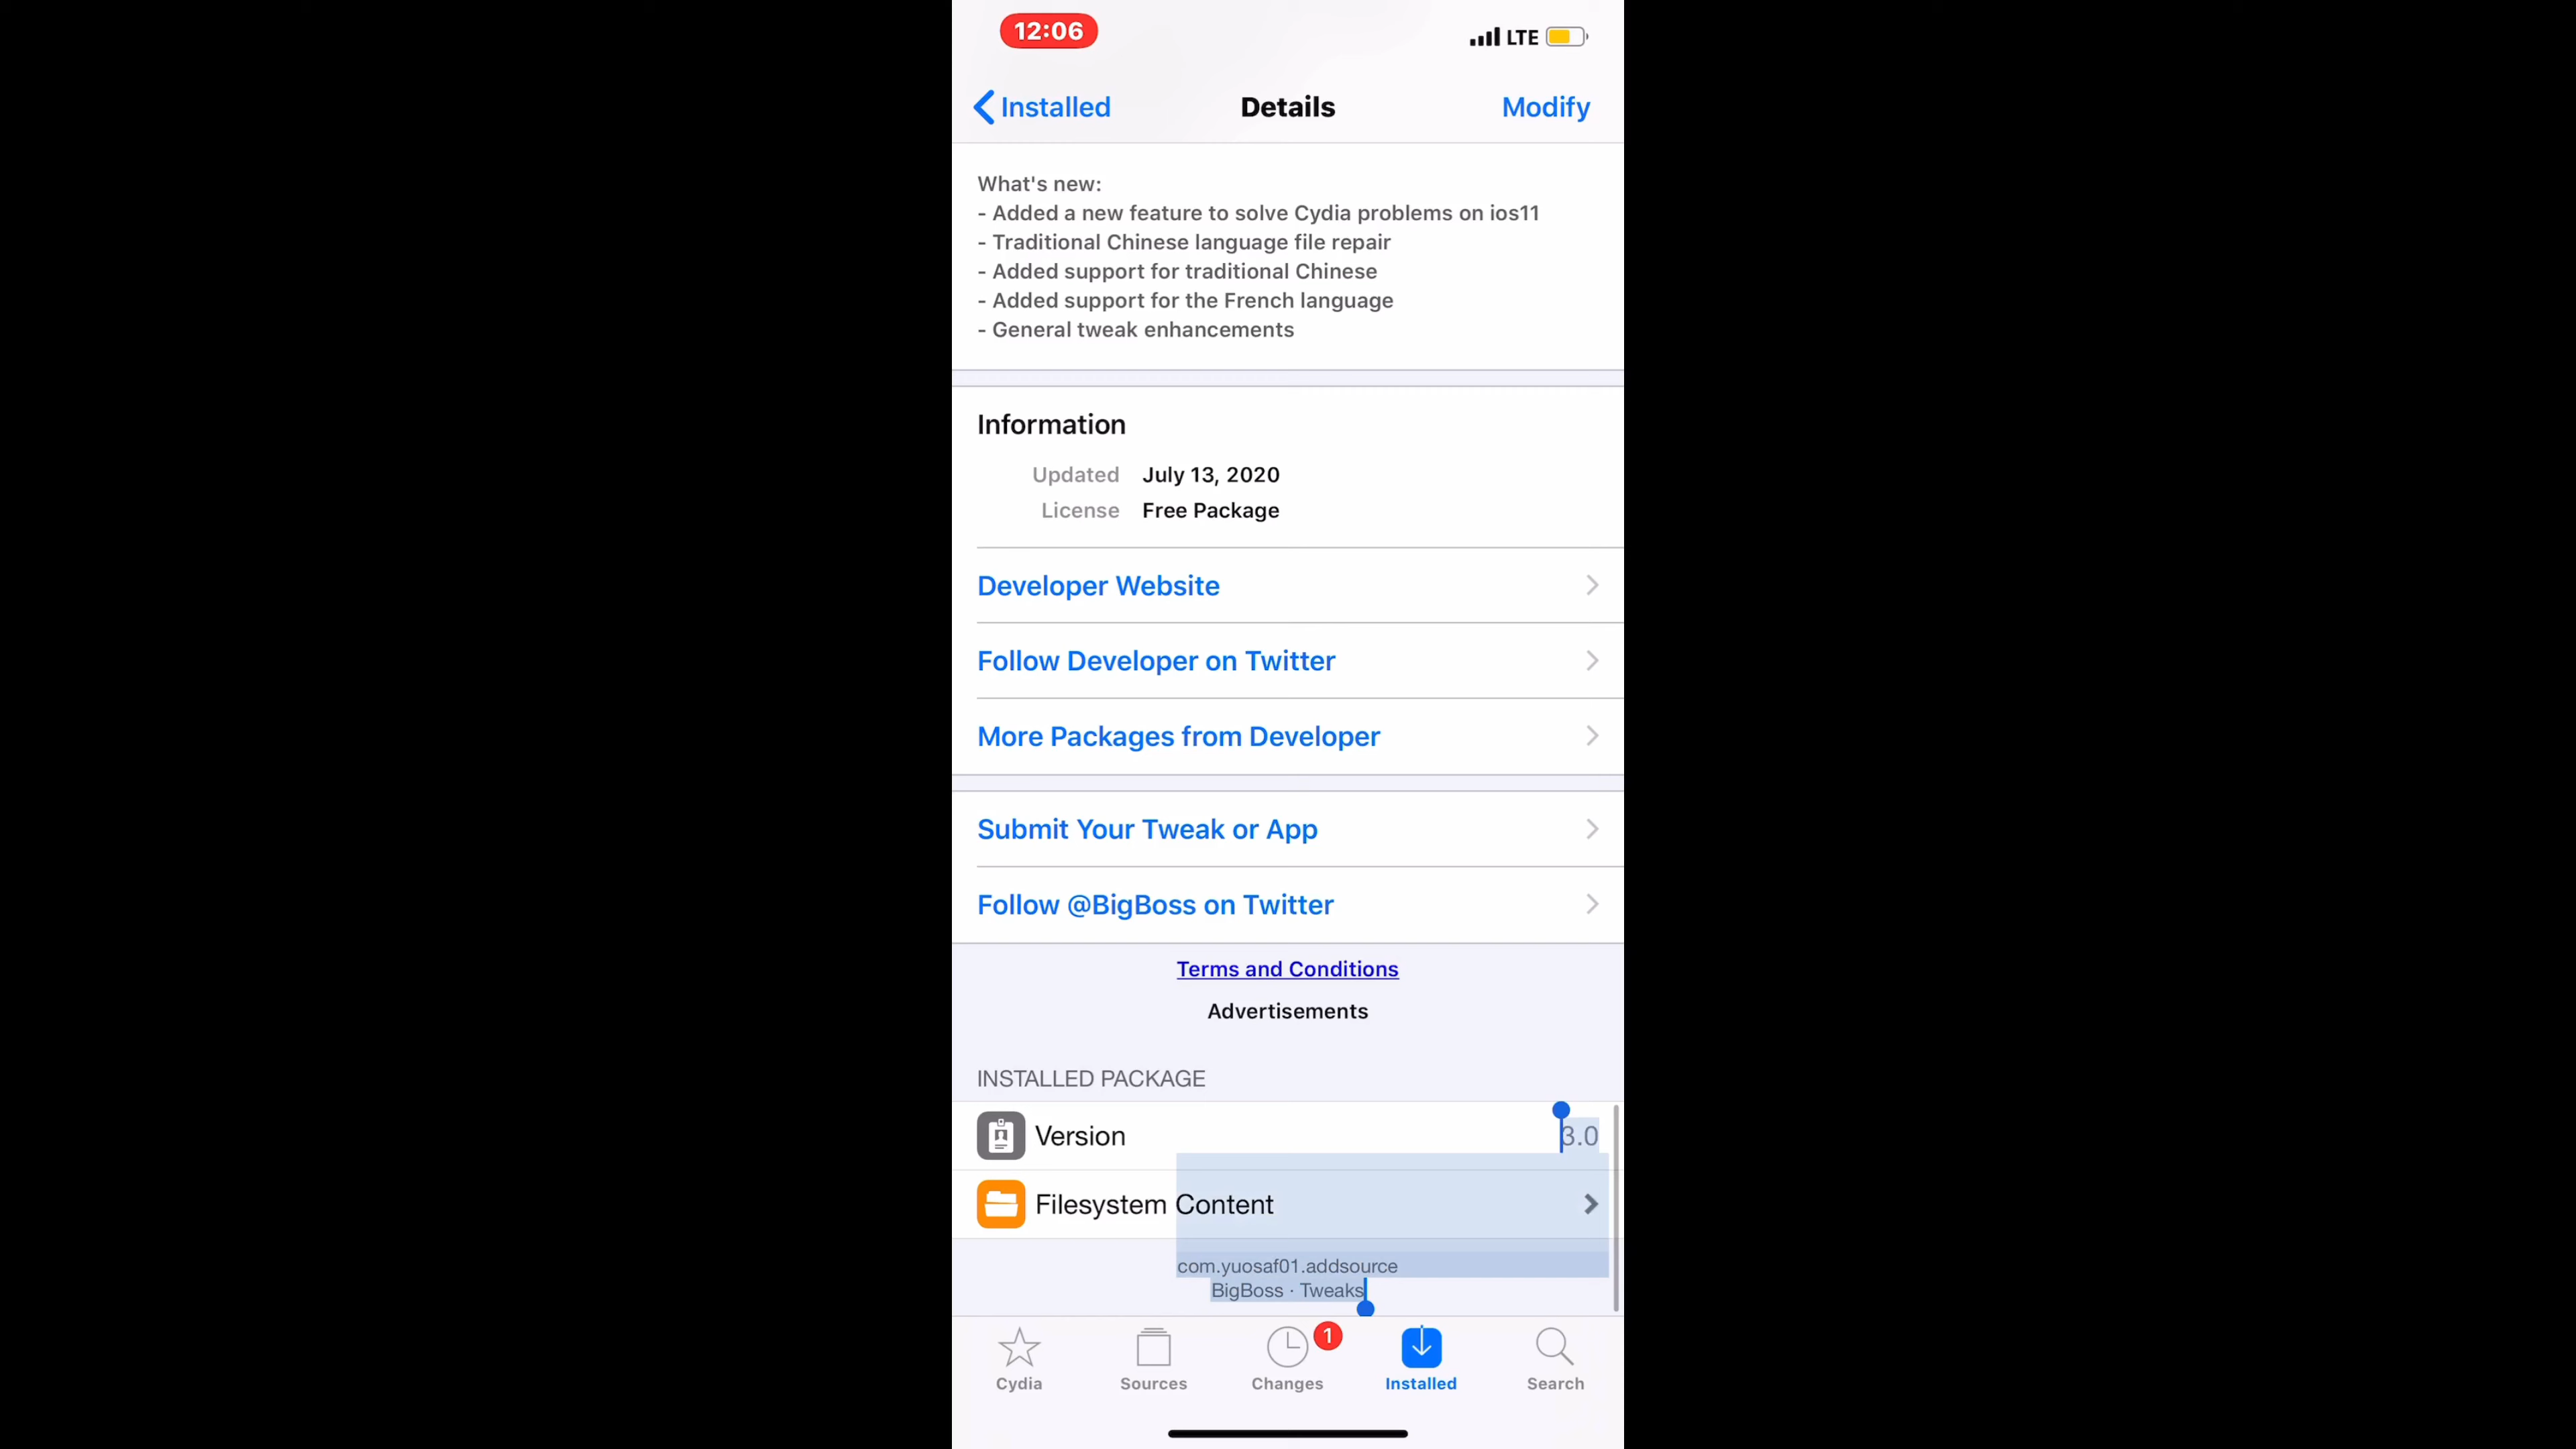 12:06
LTE
Installed
Details
Modify
What's new:
- Added a new feature to solve Cydia problems on ios11
- Traditional Chinese language file repair
- Added support for traditional Chinese
- Added support for the French language
- General tweak enhancements
Information
Updated July 13, 2020
License Free Package
Developer Website
Follow Developer on Twitter
More Packages from Developer
Submit Your Tweak or App
Follow @BigBoss on Twitter
Terms and Conditions
Advertisements
INSTALLED PACKAGE
Version 3.0
Filesystem Content
com.yuosaf01.addsource
BigBoss · Tweaks
1
Cydia
Sources
Changes
Installed
Search